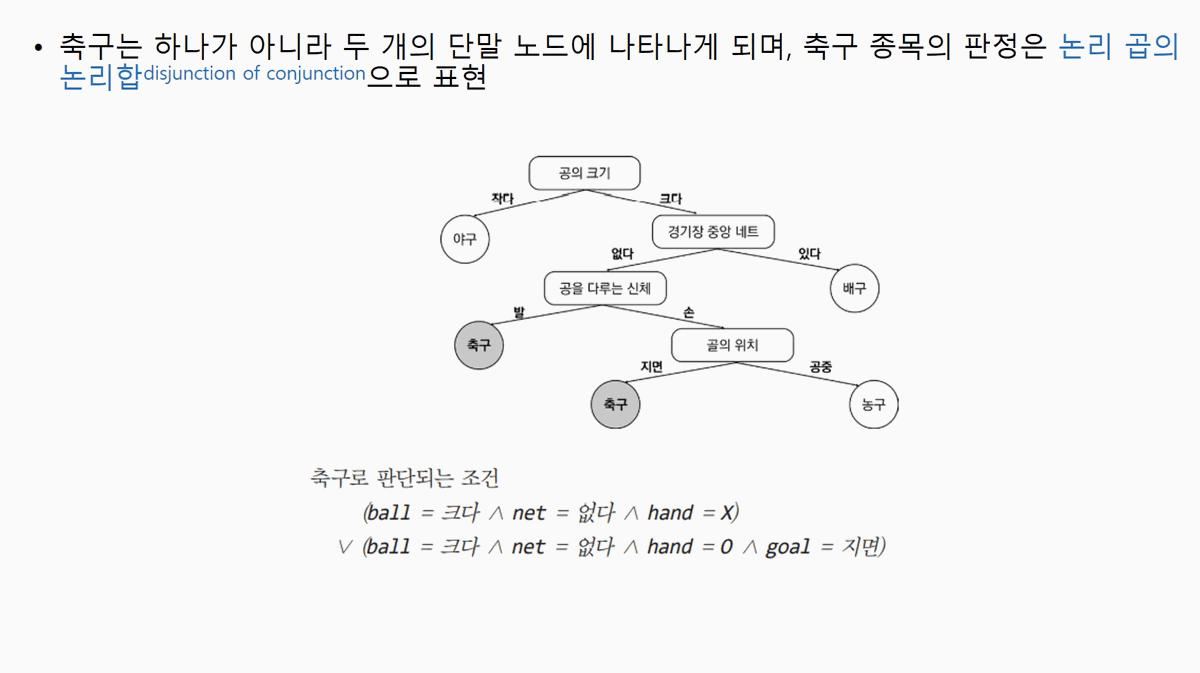 • 축구는 하나가 아니라 두 개의 단말 노드에 나타나게 되며, 축구 종목의 판정은 논리 곱의
논리합disjunction of conjunction으로 표현
공의 크기
작다
크다
야구
경기장 중앙 네트
없다
있다
공을 다루는 신체
배구
발
손
축구
골의 위치
지면
공중
축구
농구
축구로 판단되는 조건
(ball = 크다 ∧ net = 없다 ∧ hand = X)
∨ (ball = 크다 ∧ net = 없다 ∧ hand = O ∧ goal = 지면)